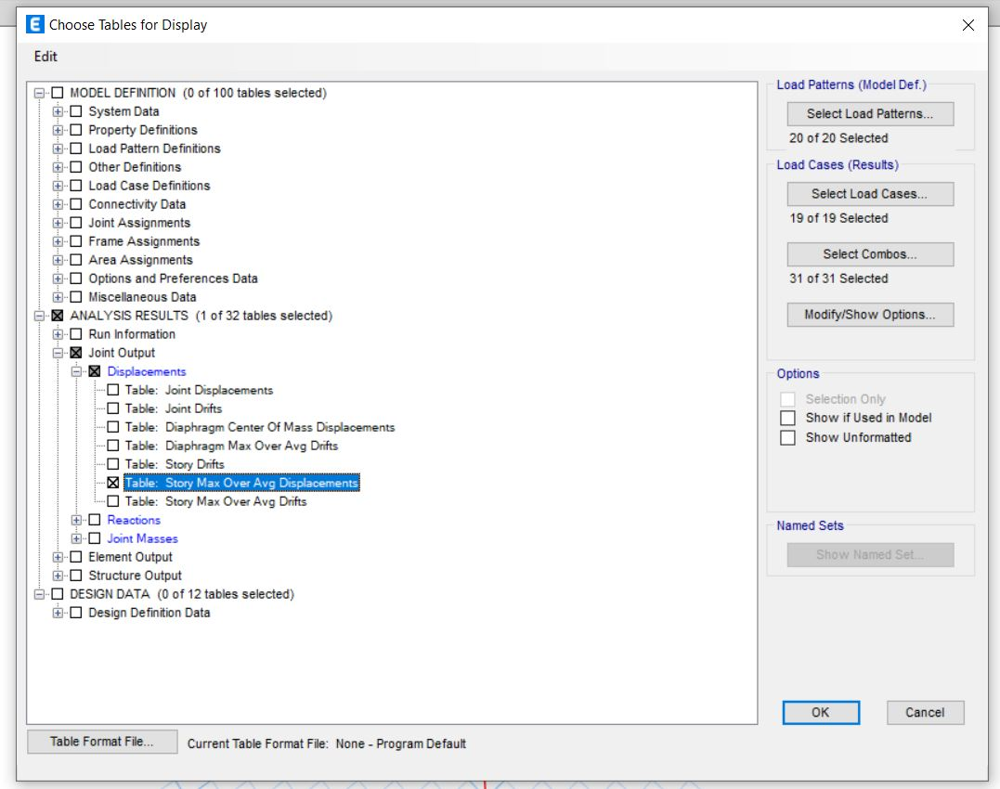 E Choose Tables for Display
Edit
MODEL DEFINITION (0 of 100 tables selected)
System Data
Property Definitions
Load Pattern Definitions
Other Definitions
Load Case Definitions
Connectivity Data
Joint Assignments
Frame Assignments
Area Assignments
Options and Preferences Data
Miscellaneous Data
ANALYSIS RESULTS (1 of 32 tables selected)
Run Information
Joint Output
Displacements
Table: Joint Displacements
Table: Joint Drifts
Table: Diaphragm Center Of Mass Displacements
Table: Diaphragm Max Over Avg Drifts
Table: Story Drifts
Table: Story Max Over Avg Displacements
Table: Story Max Over Avg Drifts
Reactions
Joint Masses
Element Output
Structure Output
DESIGN DATA (0 of 12 tables selected)
Design Definition Data
Load Patterns (Model Def.)
Select Load Patterns...
20 of 20 Selected
Load Cases (Results)
Select Load Cases...
19 of 19 Selected
Select Combos...
31 of 31 Selected
Modify/Show Options...
Options
Selection Only
Show if Used in Model
Show Unformatted
Named Sets
Show Named Set...
OK Cancel
Table Format File... Current Table Format File: None - Program Default